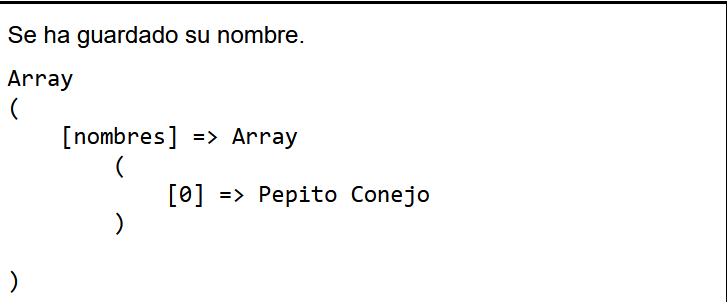 Se ha guardado su nombre.
Array
(
    [nombres] => Array
        (
            [0] => Pepito Conejo
        )

)